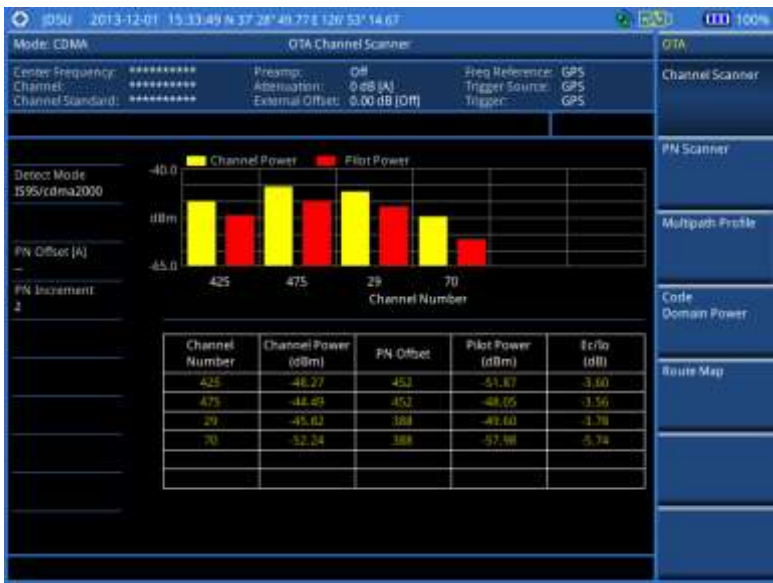 JDSU 2013-12-01 15:33:49 N 37° 28' 49.77 E 126° 53' 14.67 100%
Mode: CDMA OTA Channel Scanner OTA
Center Frequency: ********** Preamp: Off Freq Reference: GPS
Channel: ********** Attenuation: 0 dB [A] Trigger Source: GPS
Channel Standard: ********** External Offset: 0.00 dB [Off] Trigger: GPS
Channel Scanner
PN Scanner
Multipath Profile
Code
Domain Power
Route Map
Detect Mode
IS95/cdma2000
PN Offset [A]
--
PN Increment
2
Channel Power Pilot Power
-40.0
dBm
-65.0
425 475 29 70
Channel Number
Channel Number Channel Power (dBm) PN Offset Pilot Power (dBm) Ec/Io (dB)
425 -48.27 452 -51.87 -3.60
475 -44.49 452 -48.05 -3.56
29 388 -49.60
70 -52.24 388 -57.98 -5.74